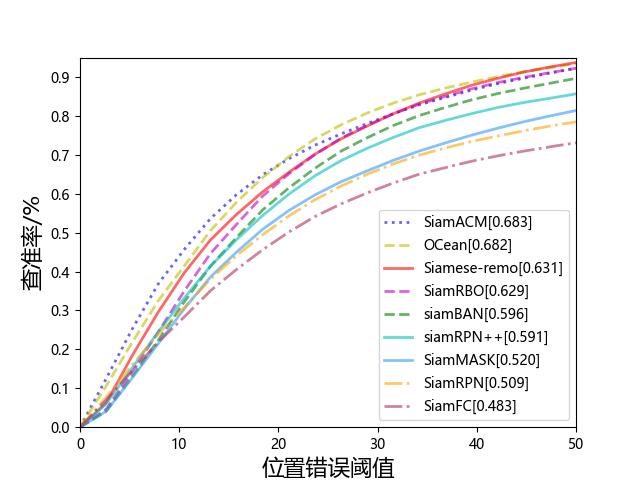 0.9
0.8
0.7
0.6
0.5
0.4
0.3
0.2
0.1
0.0
查准率/%
SiamACM[0.683]
OCean[0.682]
Siamese-remo[0.631]
SiamRBO[0.629]
siamBAN[0.596]
siamRPN++[0.591]
SiamMASK[0.520]
SiamRPN[0.509]
SiamFC[0.483]
0 10 20 30 40 50
位置错误阈值